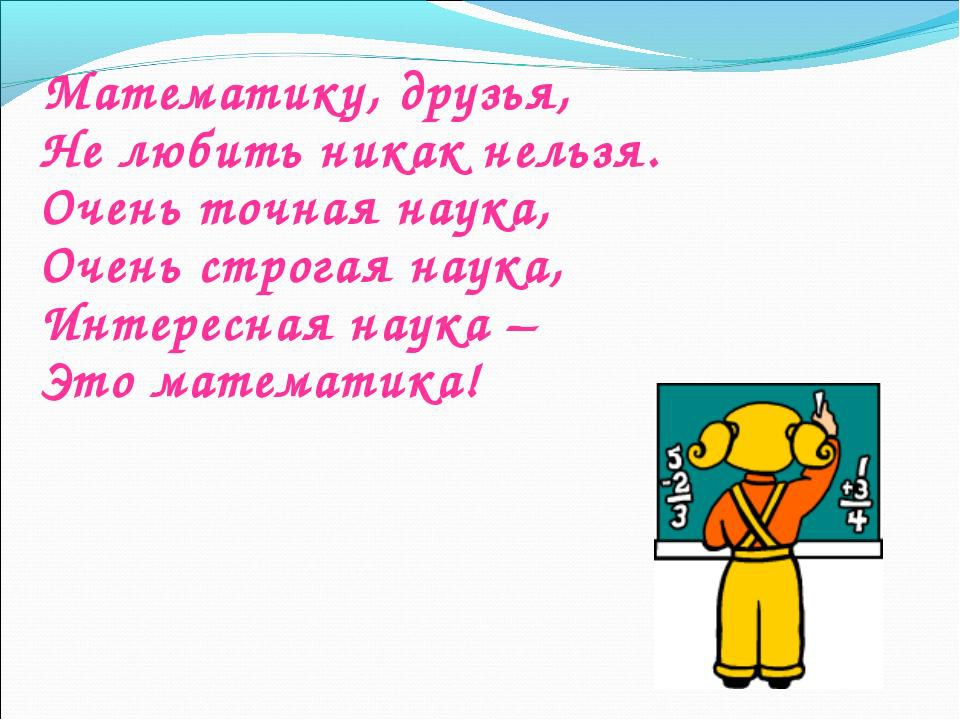 Математику, друзья,
Не любить никак нельзя.
Очень точная наука,
Очень строгая наука,
Интересная наука –
Это математика!
5
-2
3
1
+3
4